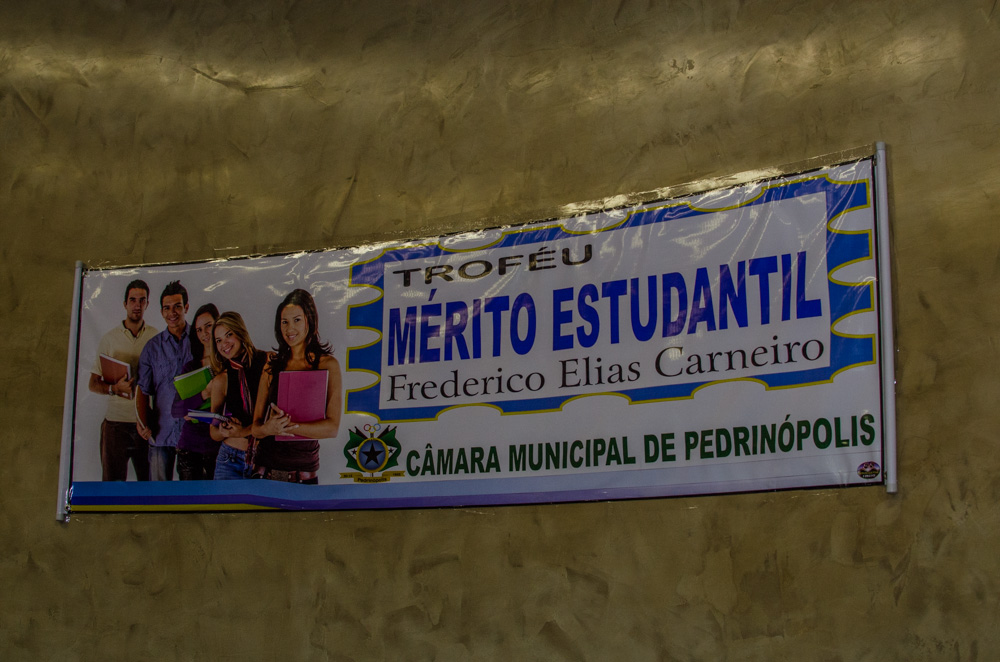 TROFÉU
MÉRITO ESTUDANTIL
Frederico Elias Carneiro
CÂMARA MUNICIPAL DE PEDRINÓPOLIS